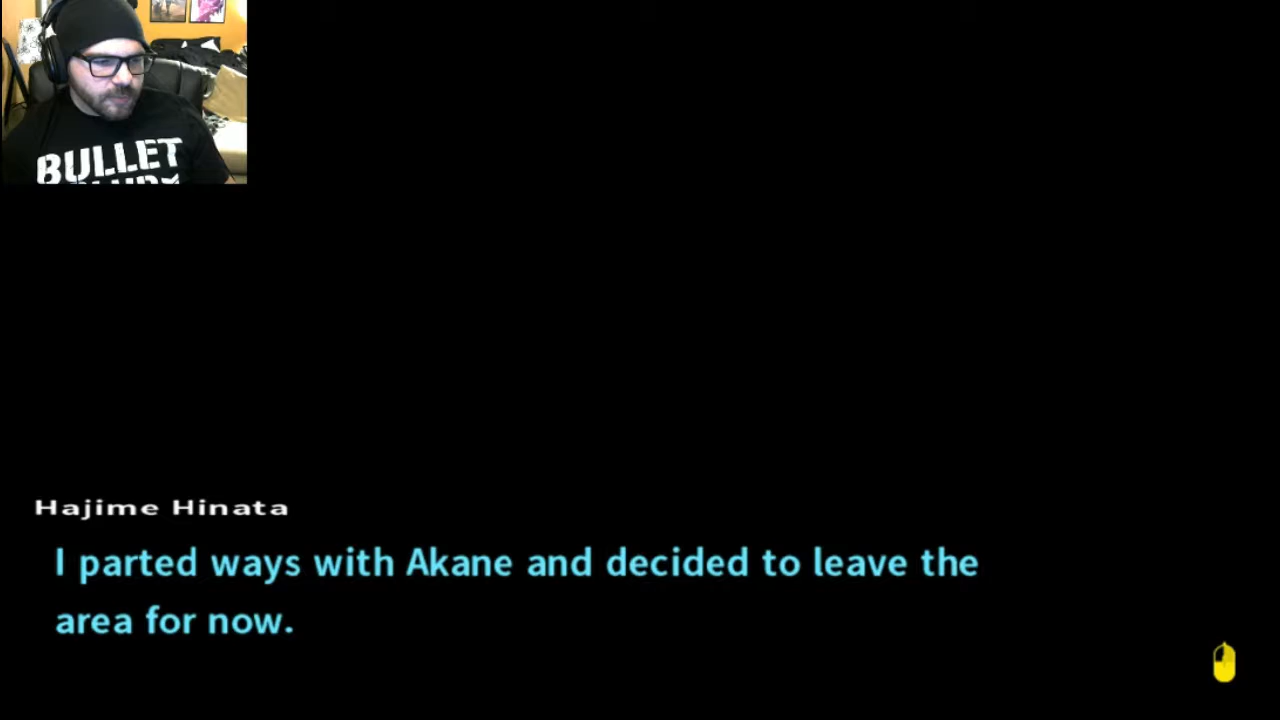 BULLET
Hajime Hinata
I parted ways with Akane and decided to leave the
area for now.